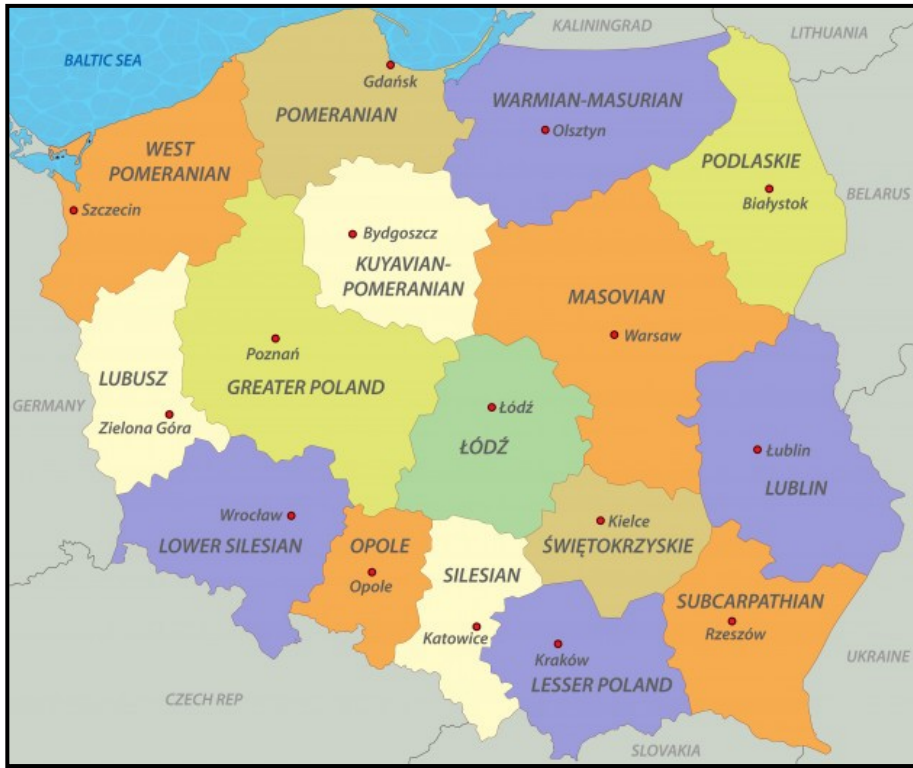 KALININGRAD
LITHUANIA
BALTIC SEA
Gdańsk
POMERANIAN
WARMIAN-MASURIAN
Olsztyn
WEST
POMERANIAN
PODLASKIE
Białystok
BELARUS
Szczecin
Bydgoszcz
KUYAVIAN-
POMERANIAN
MASOVIAN
Warsaw
Poznań
GREATER POLAND
LUBUSZ
Zielona Góra
GERMANY
Łódź
ŁÓDŹ
Łublin
LUBLIN
Wrocław
LOWER SILESIAN
OPOLE
Opole
Kielce
ŚWIĘTOKRZYSKIE
SILESIAN
Katowice
SUBCARPATHIAN
Rzeszów
Kraków
LESSER POLAND
UKRAINE
CZECH REP
SLOVAKIA